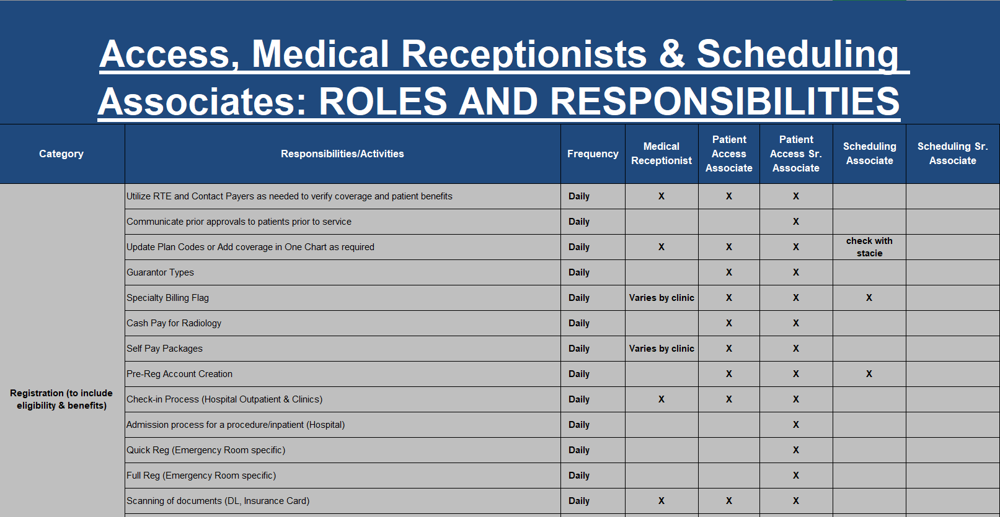 Access, Medical Receptionists & Scheduling
Associates: ROLES AND RESPONSIBILITIES
Category Responsibilities/Activities Frequency Medical Receptionist Patient Access Associate Patient Access Sr. Associate Scheduling Associate Scheduling Sr. Associate
Registration (to include
eligibility & benefits)
Utilize RTE and Contact Payers as needed to verify coverage and patient benefits Daily X X X
Communicate prior approvals to patients prior to service Daily X
Update Plan Codes or Add coverage in One Chart as required Daily X X X check with stacie
Guarantor Types Daily X X
Specialty Billing Flag Daily Varies by clinic X X X
Cash Pay for Radiology Daily X X
Self Pay Packages Daily Varies by clinic X X
Pre-Reg Account Creation Daily X X X
Check-in Process (Hospital Outpatient & Clinics) Daily X X X
Admission process for a procedure/inpatient (Hospital) Daily X
Quick Reg (Emergency Room specific) Daily X
Full Reg (Emergency Room specific) Daily X
Scanning of documents (DL, Insurance Card) Daily X X X